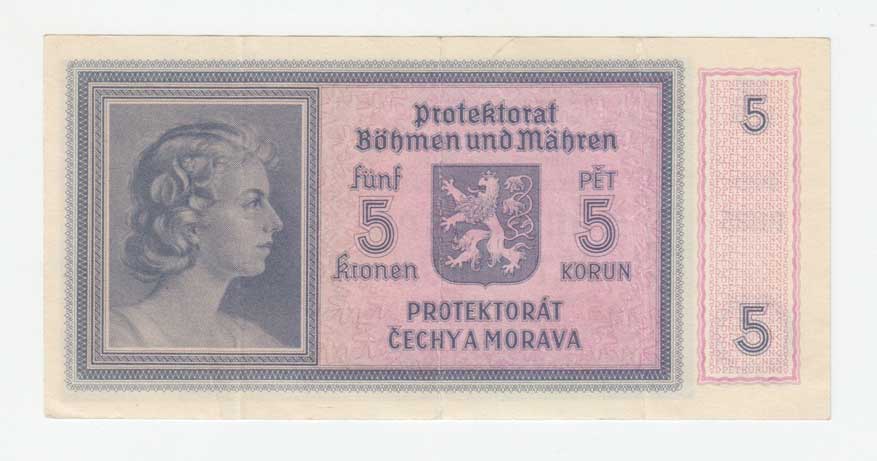 Protektorat
Böhmen und Mähren
fünf
5
Kronen
PĚT
5
KORUN
PROTEKTORÁT
ČECHY A MORAVA
5
5